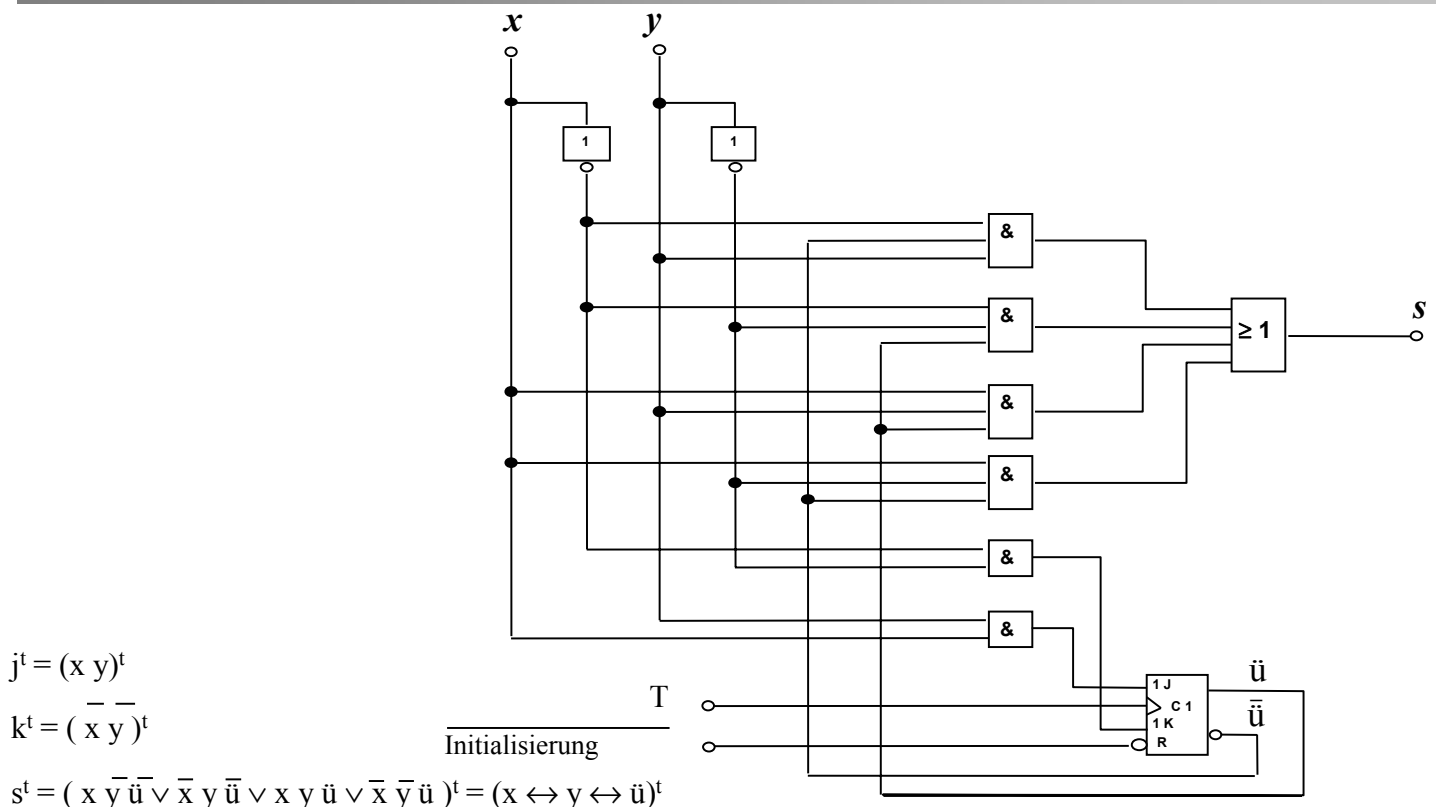 x y
1 1
&
&
≥ 1
s
&
&
&
&
1 J
C 1
1 K
R
ü
ṻ
T
Initialisierung
jᵗ = (x y)ᵗ
kᵗ = ( x̅ y̅ )ᵗ
sᵗ = ( x y̅ ü̅ ∨ x̅ y ü̅ ∨ x y ü ∨ x̅ y̅ ü )ᵗ = (x ↔ y ↔ ü)ᵗ